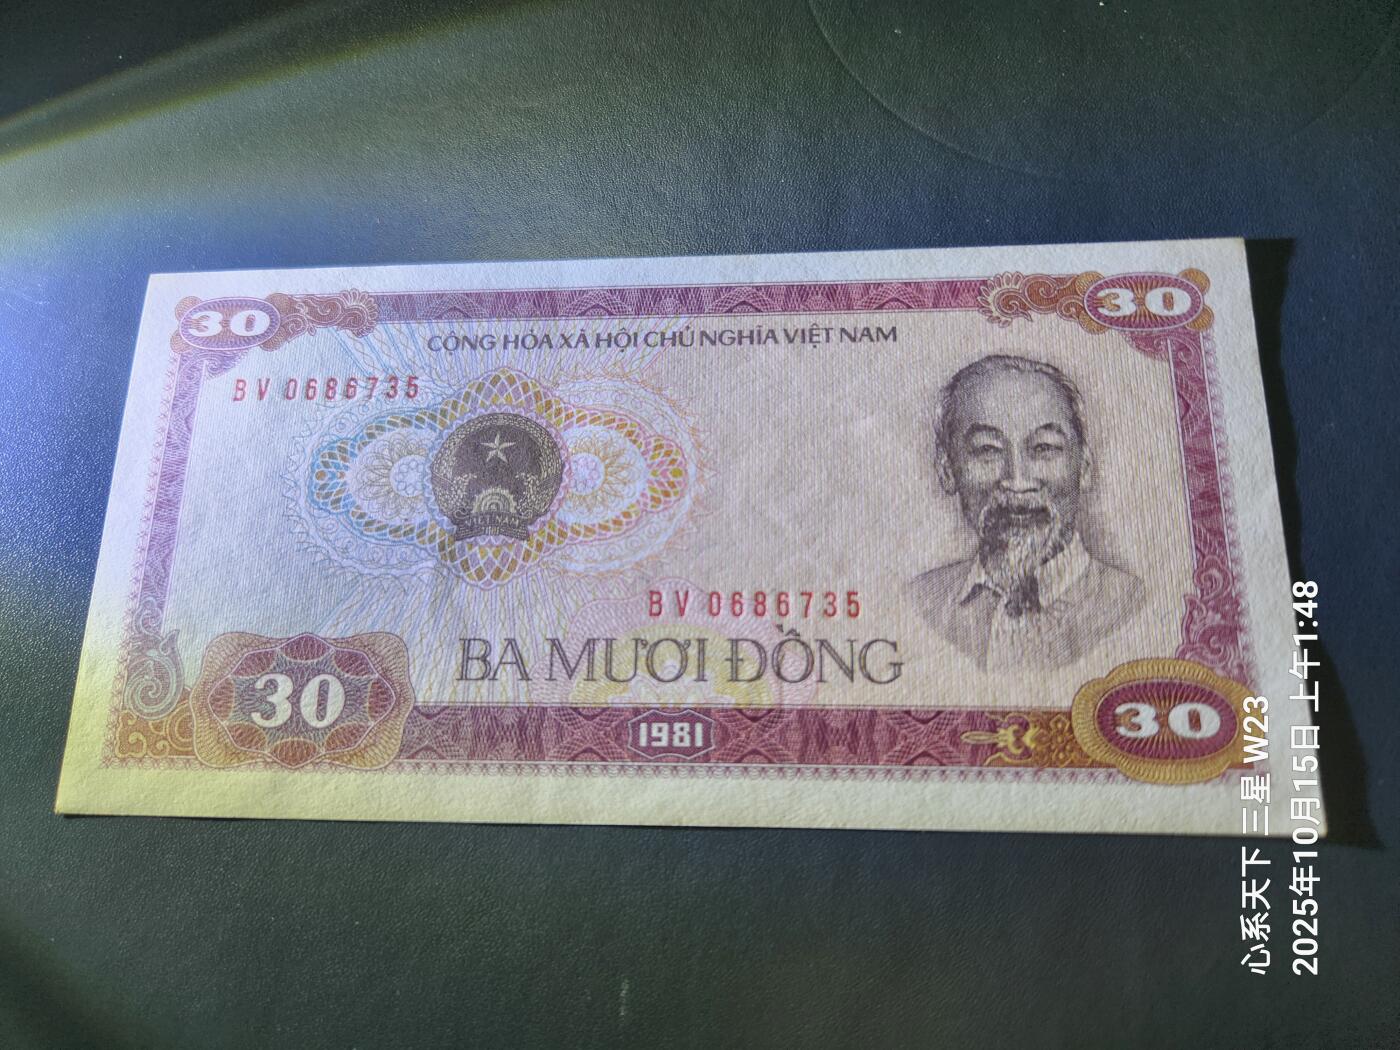 30
30
CỘNG HÒA XÃ HỘI CHỦ NGHĨA VIỆT NAM
BV 0686735
VIỆT NAM
BV 0686735
BA MƯƠI ĐỒNG
30
1981
30
心系天下 三星 W23
2025年10月15日 上午1:48